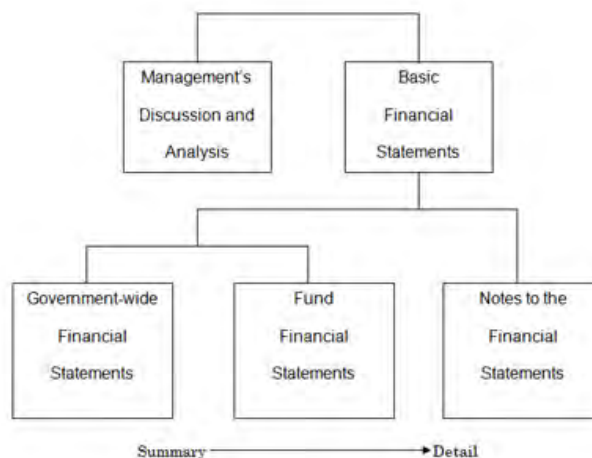 Management's
Discussion and
Analysis
Basic
Financial
Statements
Government-wide
Financial
Statements
Fund
Financial
Statements
Notes to the
Financial
Statements
Summary
Detail